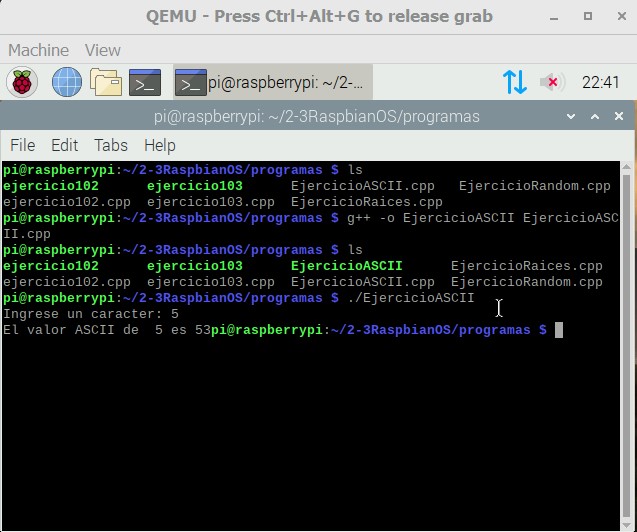 QEMU - Press Ctrl+Alt+G to release grab
Machine View
pi@raspberrypi: ~/2-... 22:41
pi@raspberrypi: ~/2-3RaspbianOS/programas
File Edit Tabs Help
pi@raspberrypi:~/2-3RaspbianOS/programas $ ls
ejercicio102 ejercicio103 EjercicioASCII.cpp EjercicioRandom.cpp
ejercicio102.cpp ejercicio103.cpp EjercicioRaices.cpp
pi@raspberrypi:~/2-3RaspbianOS/programas $ g++ -o EjercicioASCII EjercicioASC
II.cpp
pi@raspberrypi:~/2-3RaspbianOS/programas $ ls
ejercicio102 ejercicio103 EjercicioASCII EjercicioRaices.cpp
ejercicio102.cpp ejercicio103.cpp EjercicioASCII.cpp EjercicioRandom.cpp
pi@raspberrypi:~/2-3RaspbianOS/programas $ ./EjercicioASCII
Ingrese un caracter: 5
El valor ASCII de  5 es 53pi@raspberrypi:~/2-3RaspbianOS/programas $